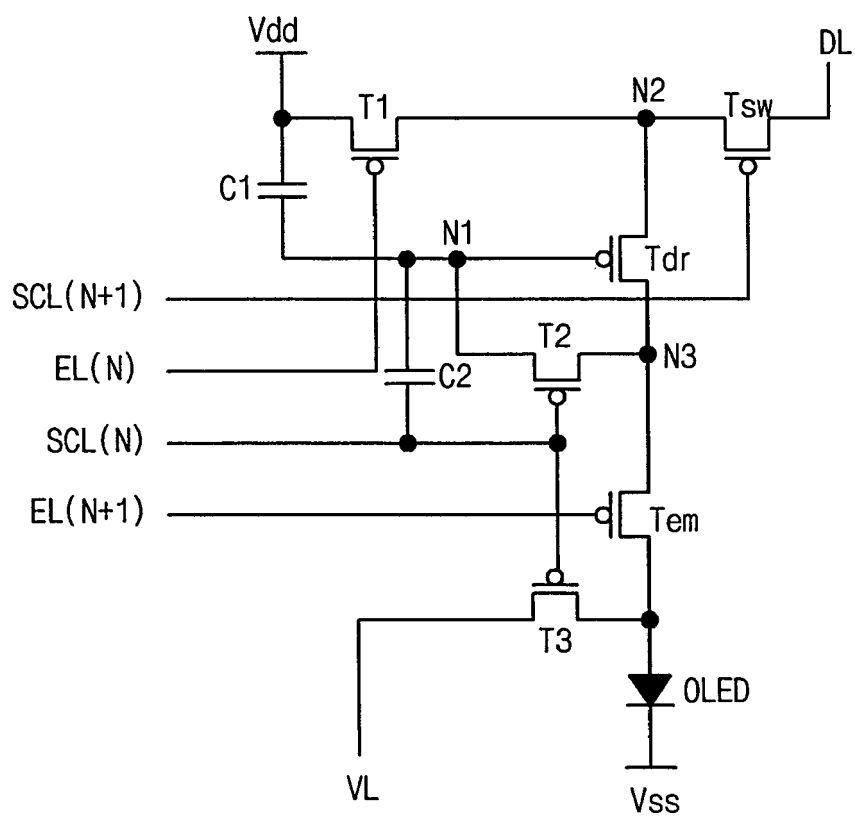 Vdd
DL
T1
N2
Tsw
C1
N1
Tdr
SCL(N+1)
T2
N3
EL(N)
C2
SCL(N)
EL(N+1)
Tem
T3
OLED
VL
Vss